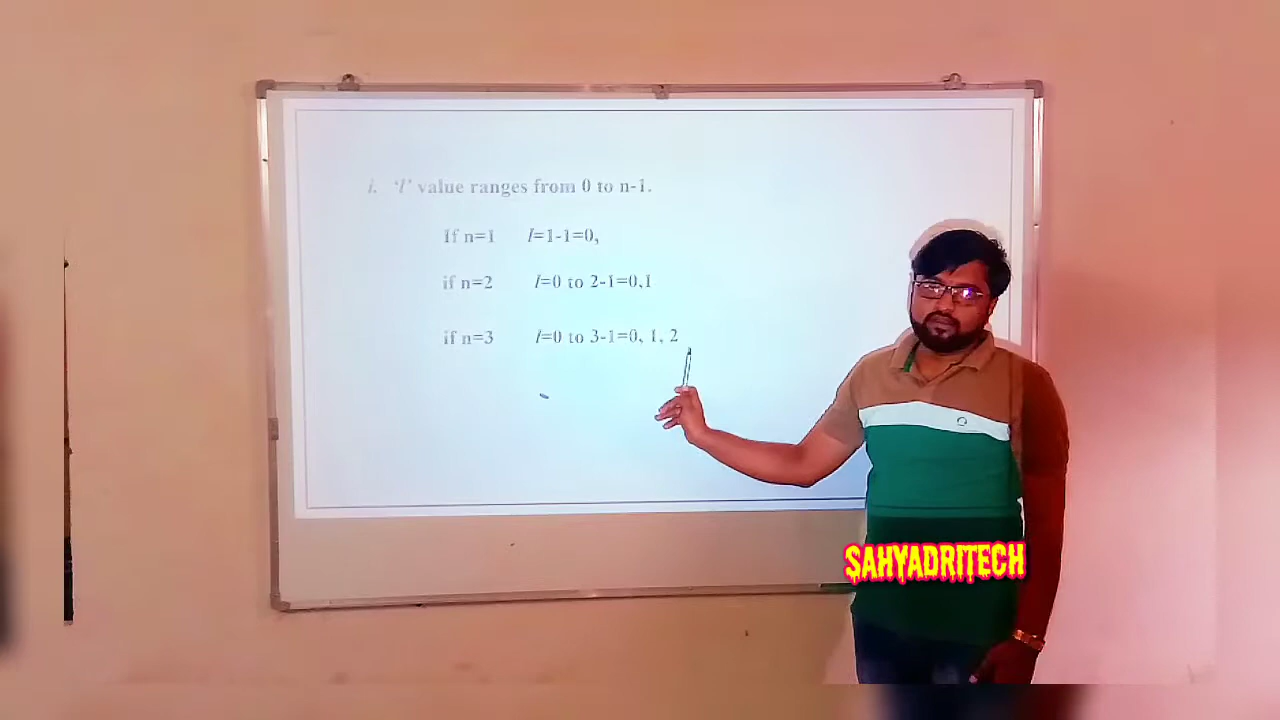 i. ‘l’ value ranges from 0 to n-1.
If n=1 l=1-1=0,
if n=2 l=0 to 2-1=0,1
if n=3 l=0 to 3-1=0, 1, 2
SAHYADRITECH